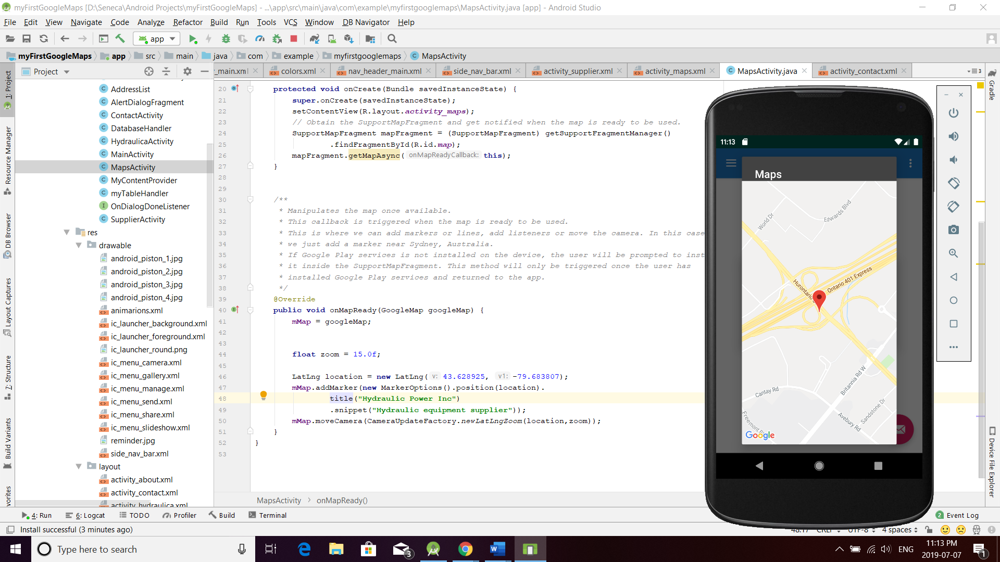 myFirstGoogleMaps [D:\Seneca\Android Projects\myFirstGoogleMaps] - ...\app\src\main\java\com\example\myfirstgooglemaps\MapsActivity.java [app] - Android Studio
File Edit View Navigate Code Analyze Refactor Build Run Tools VCS Window DB Navigator Help
app
myFirstGoogleMaps app src main java com example myfirstgooglemaps MapsActivity
Project
_main.xml colors.xml nav_header_main.xml side_nav_bar.xml activity_supplier.xml activity_maps.xml MapsActivity.java activity_contact.xml 3
1: Project
Resource Manager
DB Browser
Layout Captures
7: Structure
Build Variants
AddressList
AlertDialogFragment
ContactActivity
DatabaseHandler
HydraulicaActivity
MainActivity
MapsActivity
MyContentProvider
myTableHandler
OnDialogDoneListener
SupplierActivity
res
drawable
android_piston_1.jpg
android_piston_2.jpg
android_piston_3.jpg
android_piston_4.jpg
animarions.xml
ic_launcher_background.xml
ic_launcher_foreground.xml
ic_launcher_round.png
ic_menu_camera.xml
ic_menu_gallery.xml
ic_menu_manage.xml
ic_menu_send.xml
ic_menu_share.xml
ic_menu_slideshow.xml
reminder.jpg
side_nav_bar.xml
layout
activity_about.xml
activity_contact.xml
activity_hydraulica.xml
20 protected void onCreate(Bundle savedInstanceState) {
21 super.onCreate(savedInstanceState);
22 setContentView(R.layout.activity_maps);
23 // Obtain the SupportMapFragment and get notified when the map is ready to be used.
24 SupportMapFragment mapFragment = (SupportMapFragment) getSupportFragmentManager()
25 .findFragmentById(R.id.map);
26 mapFragment.getMapAsync( onMapReadyCallback: this);
27 }
28
29
30 /**
31 * Manipulates the map once available.
32 * This callback is triggered when the map is ready to be used.
33 * This is where we can add markers or lines, add listeners or move the camera. In this case
34 * we just add a marker near Sydney, Australia.
35 * If Google Play services is not installed on the device, the user will be prompted to inst
36 * it inside the SupportMapFragment. This method will only be triggered once the user has
37 * installed Google Play services and returned to the app.
38 */
39 @Override
40 public void onMapReady(GoogleMap googleMap) {
41 mMap = googleMap;
42
43
44 float zoom = 15.0f;
45
46 LatLng location = new LatLng( v: 43.628925, v1: -79.683807);
47 mMap.addMarker(new MarkerOptions().position(location).
48 title("Hydraulic Power Inc")
49 .snippet("Hydraulic equipment supplier"));
50 mMap.moveCamera(CameraUpdateFactory.newLatLngZoom(location,zoom));
51 }
52 }
53
MapsActivity onMapReady()
11:13
Maps
World Dr
Edwards Blvd
Ontario 401 Express
Britannia Rd W
Cantay Rd
Sandstone Dr
Avebury Rd
Google
Gradle
Device File Explorer
4: Run 6: Logcat TODO Profiler Build Terminal
2 Event Log
Install successful (3 minutes ago)
48:17 CRLF UTF-8 4 spaces
Type here to search
3
ENG
11:13 PM
2019-07-07
1